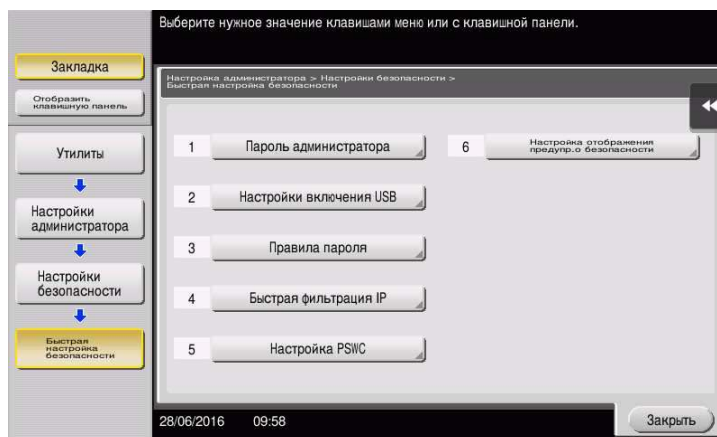 Выберите нужное значение клавишами меню или с клавишной панели.
Закладка
Отобразить
клавишную панель
Утилиты
Настройки
администратора
Настройки
безопасности
Быстрая
настройка
безопасности
Настройка администратора > Настройки безопасности >
Быстрая настройка безопасности
1 Пароль администратора
2 Настройки включения USB
3 Правила пароля
4 Быстрая фильтрация IP
5 Настройка PSWC
6 Настройка отображения
предупр.о безопасности
28/06/2016 09:58
Закрыть